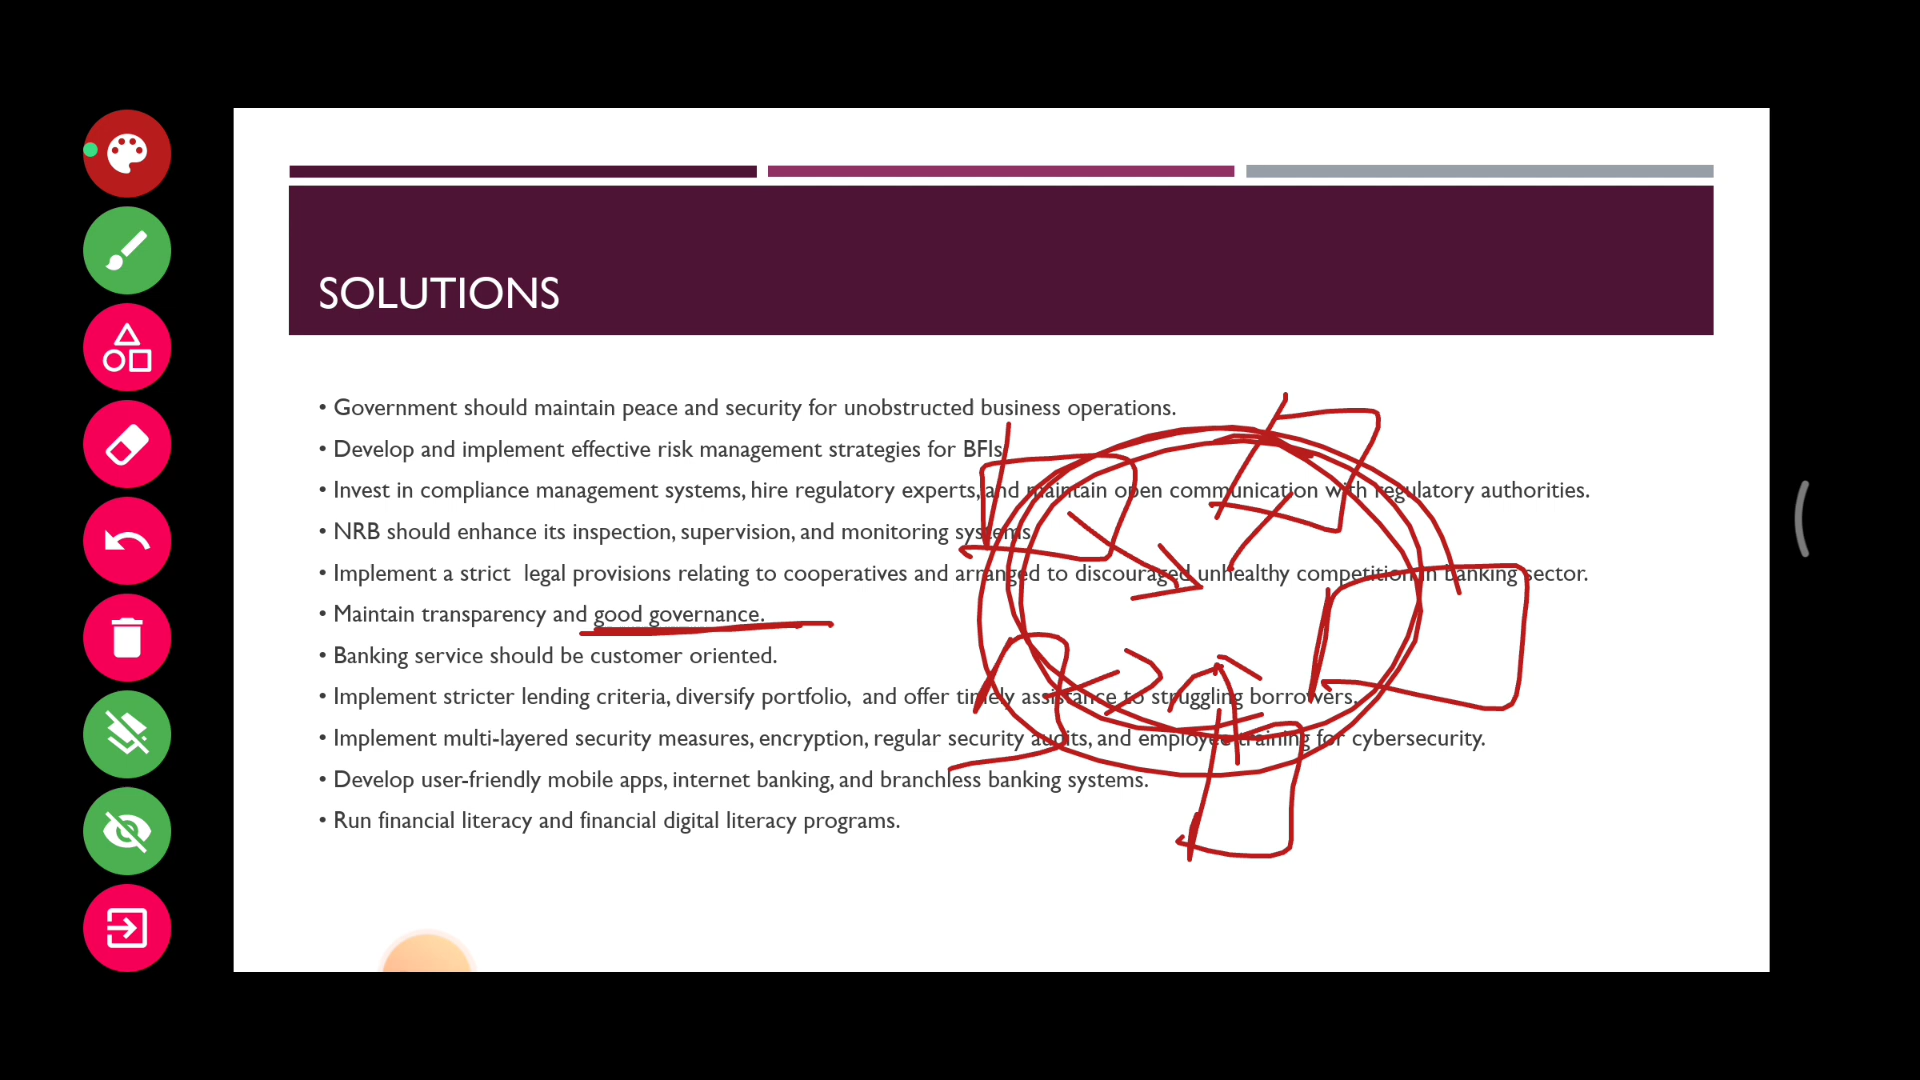 SOLUTIONS
• Government should maintain peace and security for unobstructed business operations.
• Develop and implement effective risk management strategies for BFIs
• Invest in compliance management systems, hire regulatory experts, and maintain open communication with regulatory authorities.
• NRB should enhance its inspection, supervision, and monitoring systems
• Implement a strict legal provisions relating to cooperatives and arranged to discouraged unhealthy competition in banking sector.
• Maintain transparency and good governance.
• Banking service should be customer oriented.
• Implement stricter lending criteria, diversify portfolio, and offer timely assistance to struggling borrowers.
• Implement multi-layered security measures, encryption, regular security audits, and employee training for cybersecurity.
• Develop user-friendly mobile apps, internet banking, and branchless banking systems.
• Run financial literacy and financial digital literacy programs.